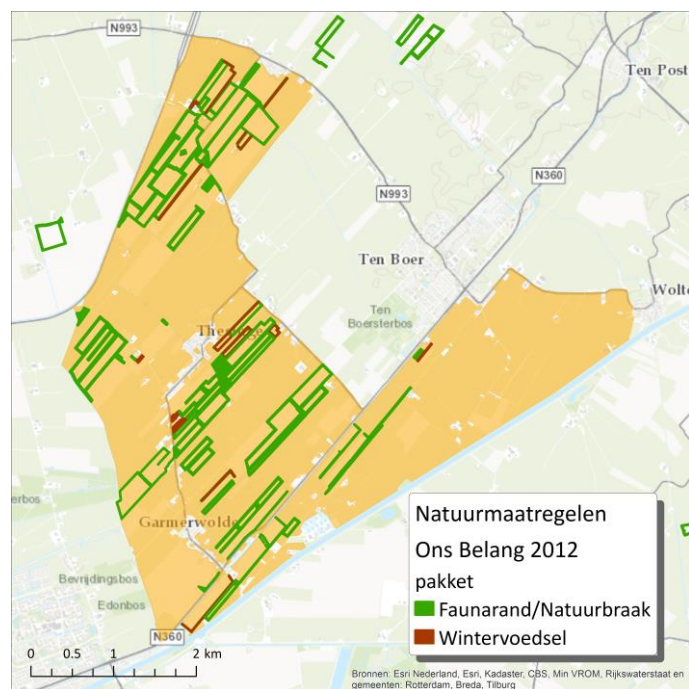 N993
Ten Post
N360
N993
Ten Boer
Wolte
Ten
Boersterbos
Garmerwolde
erbos
Bevrijdingsbos
Edonbos
N360
0 0.5 1 2 km
Natuurmaatregelen
Ons Belang 2012
pakket
Faunarand/Natuurbraak
Wintervoedsel
Bronnen: Esri Nederland, Esri, Kadaster, CBS, Min VROM, Rijkswaterstaat en
gemeenten: Rotterdam, Breda, Tilburg